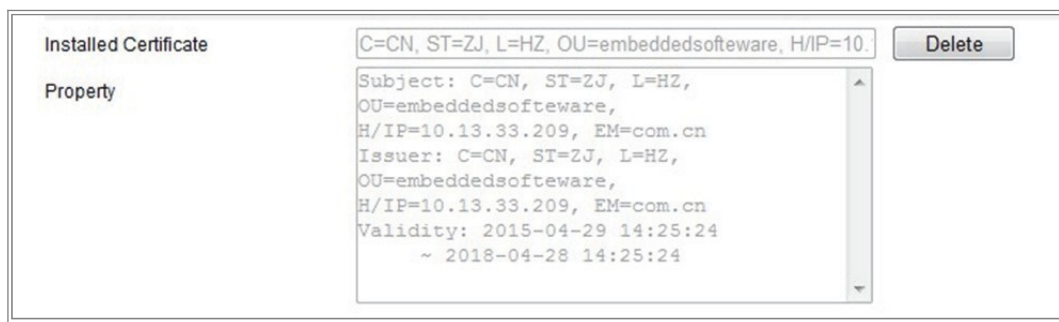 Installed Certificate
C=CN, ST=ZJ, L=HZ, OU=embeddedsofteware, H/IP=10.
Delete
Property
Subject: C=CN, ST=ZJ, L=HZ,
OU=embeddedsofteware,
H/IP=10.13.33.209, EM=com.cn
Issuer: C=CN, ST=ZJ, L=HZ,
OU=embeddedsofteware,
H/IP=10.13.33.209, EM=com.cn
Validity: 2015-04-29 14:25:24
~ 2018-04-28 14:25:24